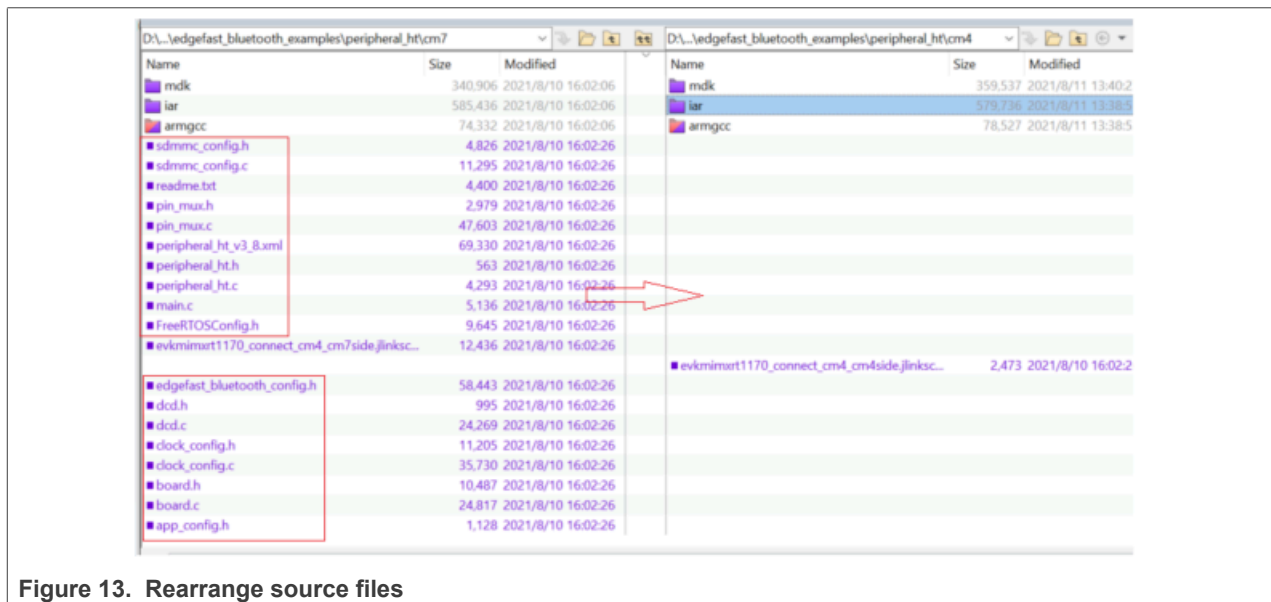 D:\...\edgefast_bluetooth_examples\peripheral_ht\cm7 D:\...\edgefast_bluetooth_examples\peripheral_ht\cm4
Name Size Modified Name Size Modified
mdk 340,906 2021/8/10 16:02:06 mdk 359,537 2021/8/11 13:40:2
iar 585,436 2021/8/10 16:02:06 iar 579,736 2021/8/11 13:38:5
armgcc 74,332 2021/8/10 16:02:06 armgcc 78,527 2021/8/11 13:38:5
sdmmc_config.h 4,826 2021/8/10 16:02:26
sdmmc_config.c 11,295 2021/8/10 16:02:26
readme.txt 4,400 2021/8/10 16:02:26
pin_mux.h 2,979 2021/8/10 16:02:26
pin_mux.c 47,603 2021/8/10 16:02:26
peripheral_ht_v3_8.xml 69,330 2021/8/10 16:02:26
peripheral_ht.h 563 2021/8/10 16:02:26
peripheral_ht.c 4,293 2021/8/10 16:02:26
main.c 5,136 2021/8/10 16:02:26
FreeRTOSConfig.h 9,645 2021/8/10 16:02:26
evkmimxrt1170_connect_cm4_cm7side.jlinksc... 12,436 2021/8/10 16:02:26
evkmimxrt1170_connect_cm4_cm4side.jlinksc... 2,473 2021/8/10 16:02:2
edgefast_bluetooth_config.h 58,443 2021/8/10 16:02:26
dcd.h 995 2021/8/10 16:02:26
dcd.c 24,269 2021/8/10 16:02:26
clock_config.h 11,205 2021/8/10 16:02:26
clock_config.c 35,730 2021/8/10 16:02:26
board.h 10,487 2021/8/10 16:02:26
board.c 24,817 2021/8/10 16:02:26
app_config.h 1,128 2021/8/10 16:02:26
Figure 13. Rearrange source files